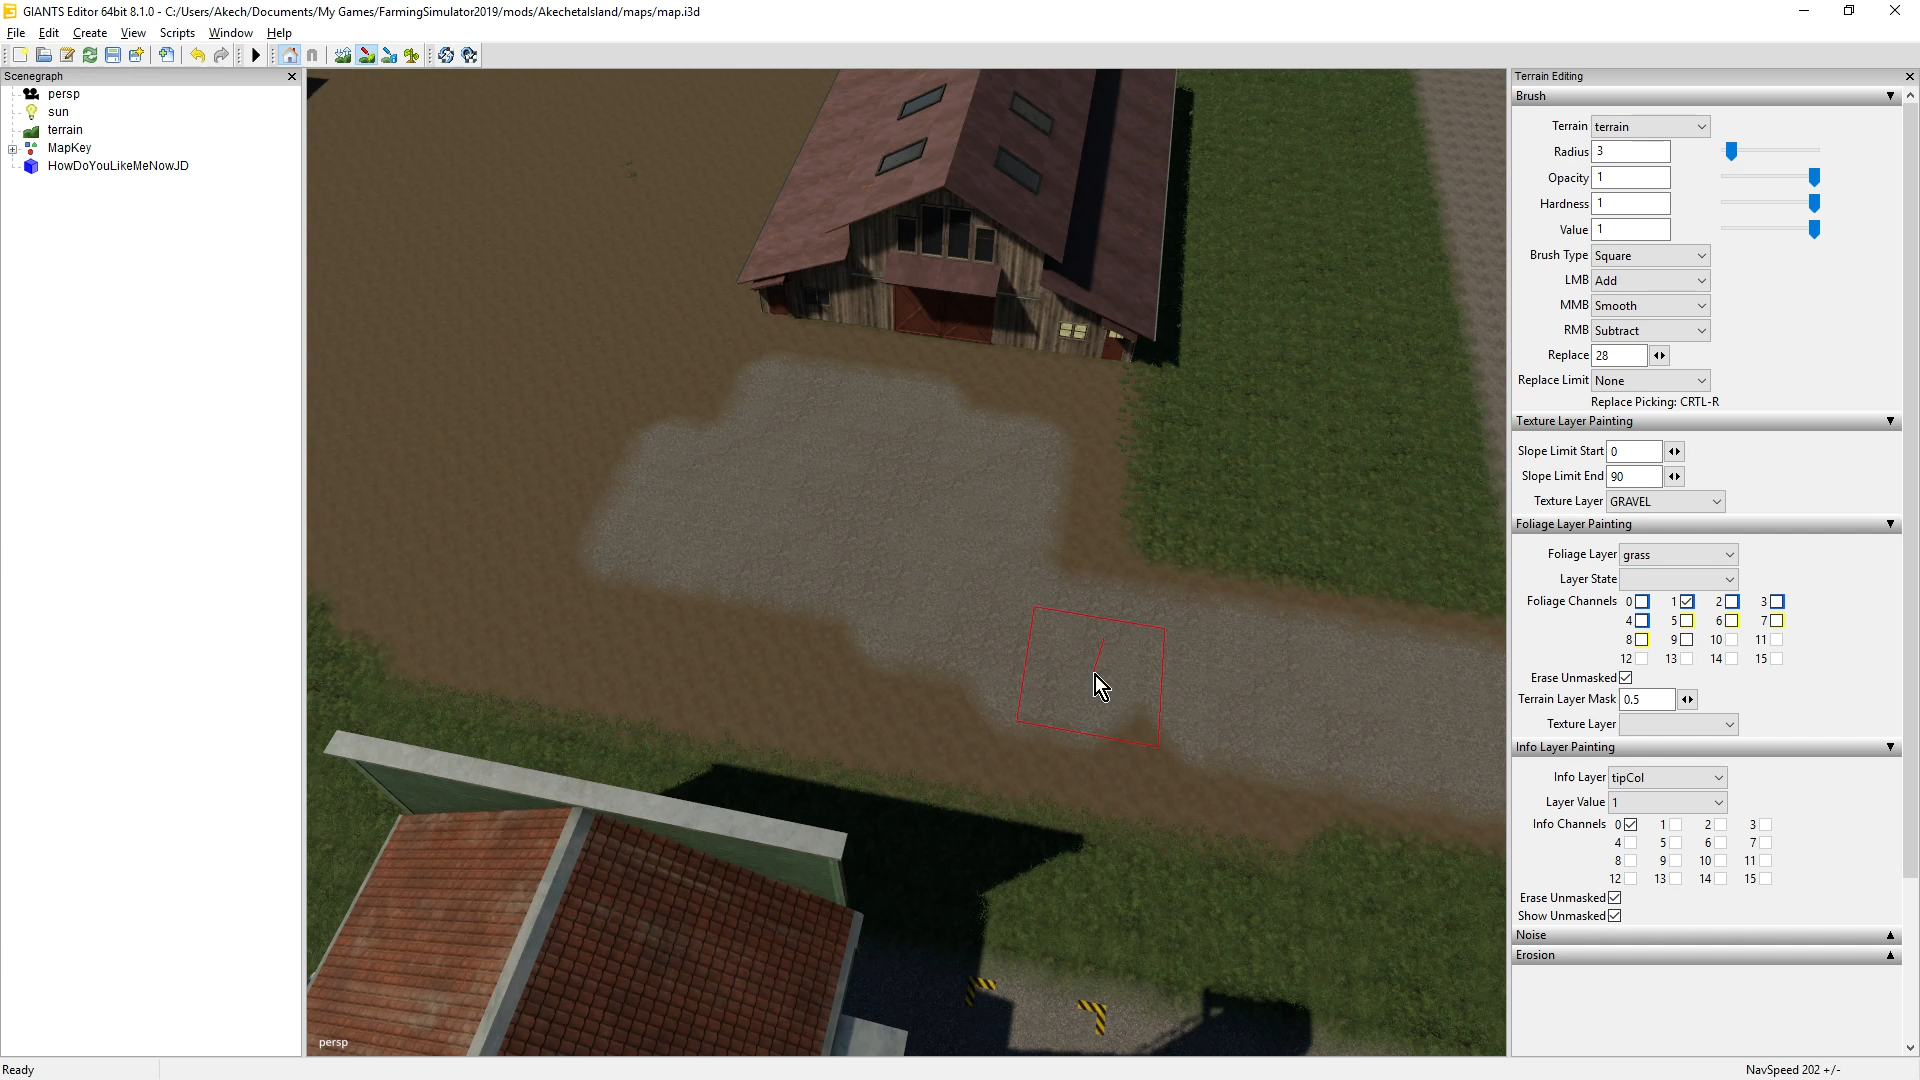 GIANTS Editor 64bit 8.1.0 - C:/Users/Akech/Documents/My Games/FarmingSimulator2019/mods/AkechetaIsland/maps/map.i3d
File Edit Create View Scripts Window Help
Scenegraph
persp
sun
terrain
MapKey
HowDoYouLikeMeNowJD
persp
Terrain Editing
Brush
Terrain terrain
Radius 3
Opacity 1
Hardness 1
Value 1
Brush Type Square
LMB Add
MMB Smooth
RMB Subtract
Replace 28
Replace Limit None
Replace Picking: CRTL-R
Texture Layer Painting
Slope Limit Start 0
Slope Limit End 90
Texture Layer GRAVEL
Foliage Layer Painting
Foliage Layer grass
Layer State
Foliage Channels 0 1 2 3
4 5 6 7
8 9 10 11
12 13 14 15
Erase Unmasked
Terrain Layer Mask 0.5
Texture Layer
Info Layer Painting
Info Layer tipCol
Layer Value 1
Info Channels 0 1 2 3
4 5 6 7
8 9 10 11
12 13 14 15
Erase Unmasked
Show Unmasked
Noise
Erosion
Ready
NavSpeed 202 +/-